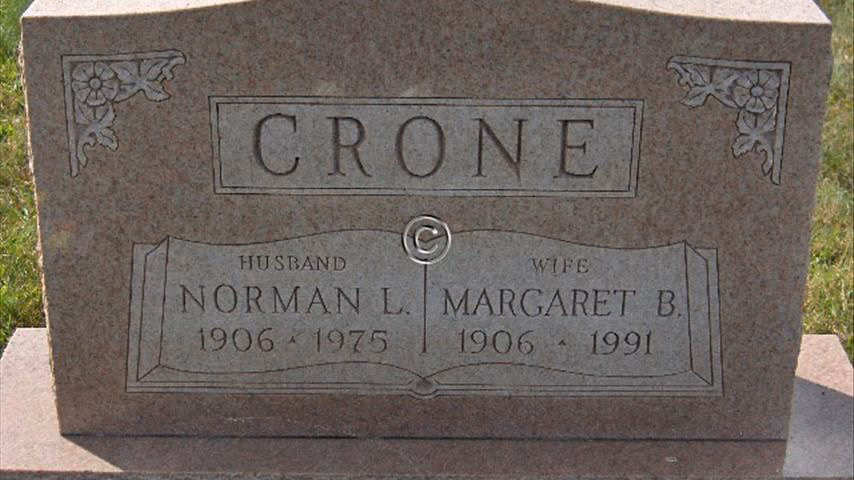 CRONE
©
HUSBAND WIFE
NORMAN L. MARGARET B.
1906 - 1975 1906 - 1991